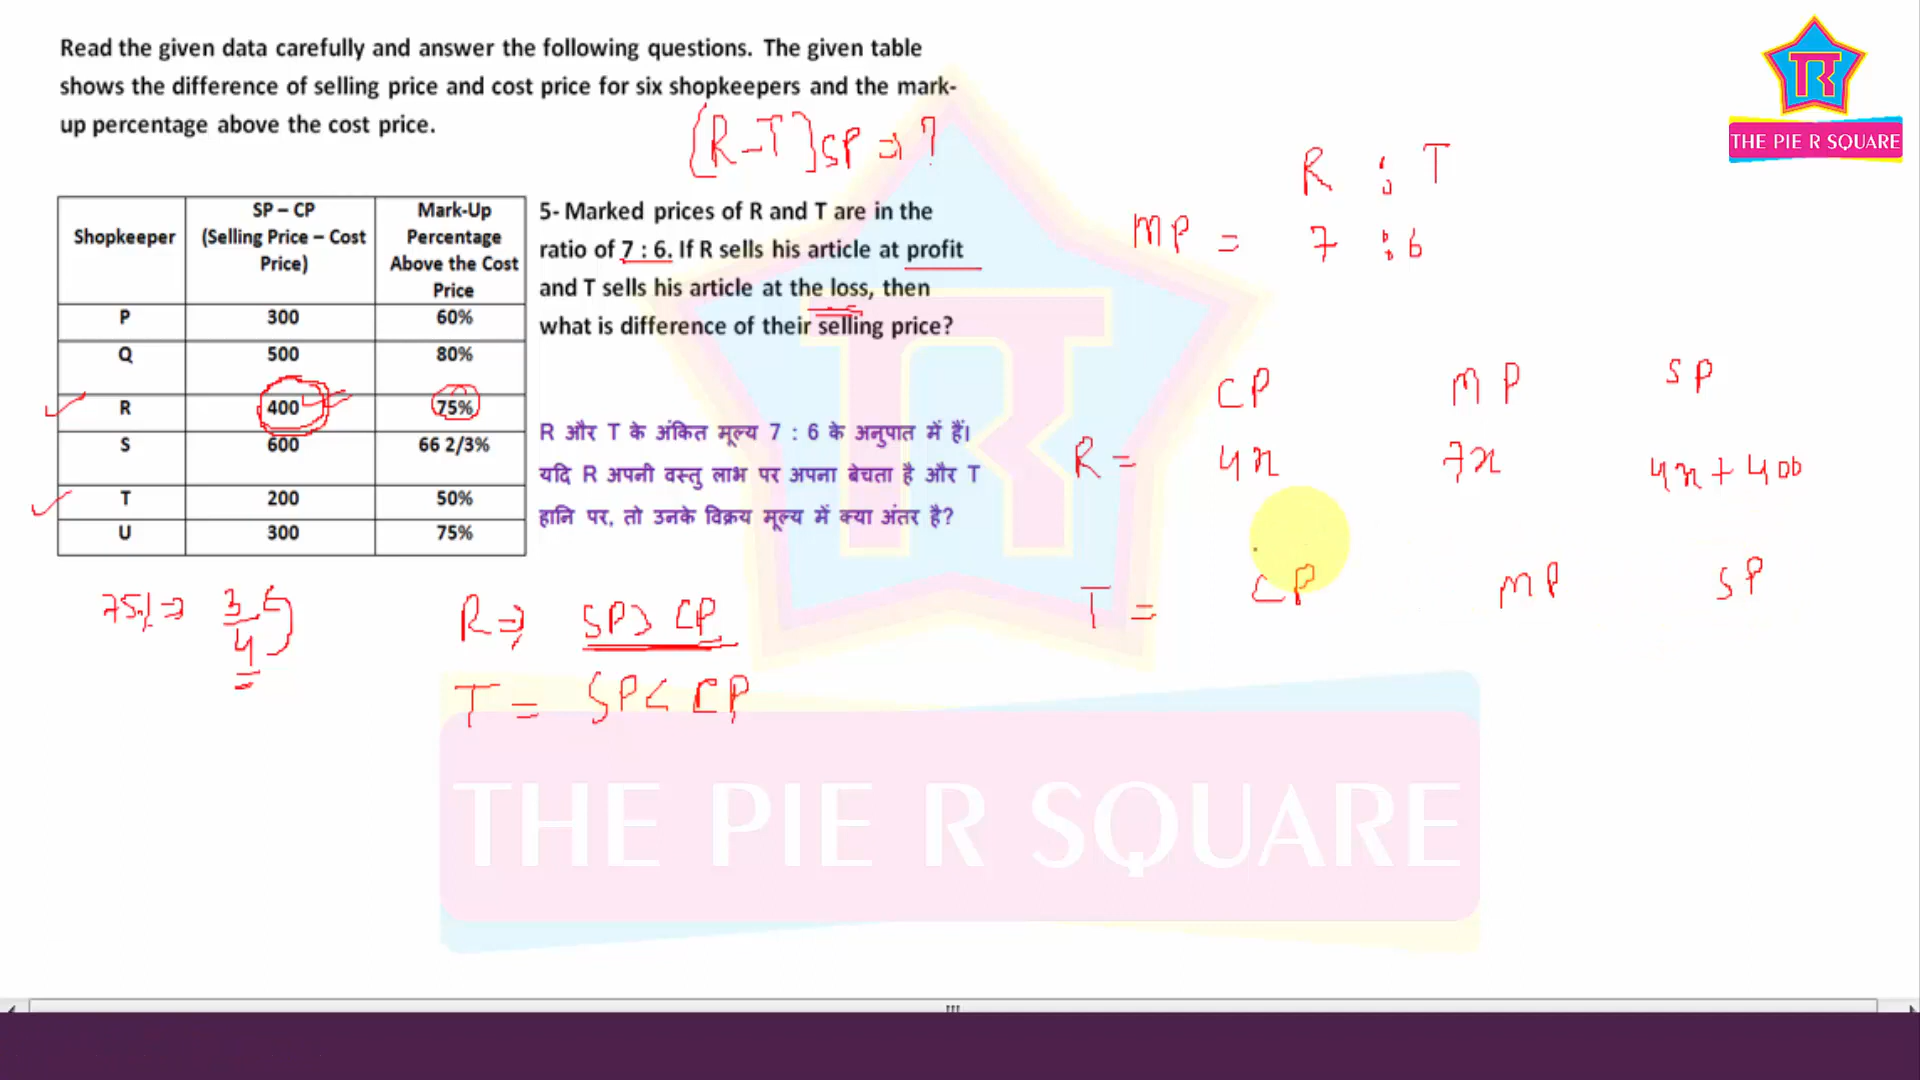 Read the given data carefully and answer the following questions. The given table
shows the difference of selling price and cost price for six shopkeepers and the mark-
up percentage above the cost price.
[R-T]SP => ?
THE PIE R SQUARE
R : T
MP = 7 : 6
Shopkeeper SP – CP (Selling Price – Cost Price) Mark-Up Percentage Above the Cost Price
P 300 60%
Q 500 80%
R 400 75%
S 600 66 2/3%
T 200 50%
U 300 75%
5- Marked prices of R and T are in the
ratio of 7 : 6. If R sells his article at profit
and T sells his article at the loss, then
what is difference of their selling price?
R और T के अंकित मूल्य 7 : 6 के अनुपात में हैं।
यदि R अपनी वस्तु लाभ पर अपना बेचता है और T
हानि पर, तो उनके विक्रय मूल्य में क्या अंतर है?
CP MP SP
R = 4x 7x 4x + 400
T = CP MP SP
75% => 3/4
R => SP > CP
T = SP < CP
THE PIE R SQUARE